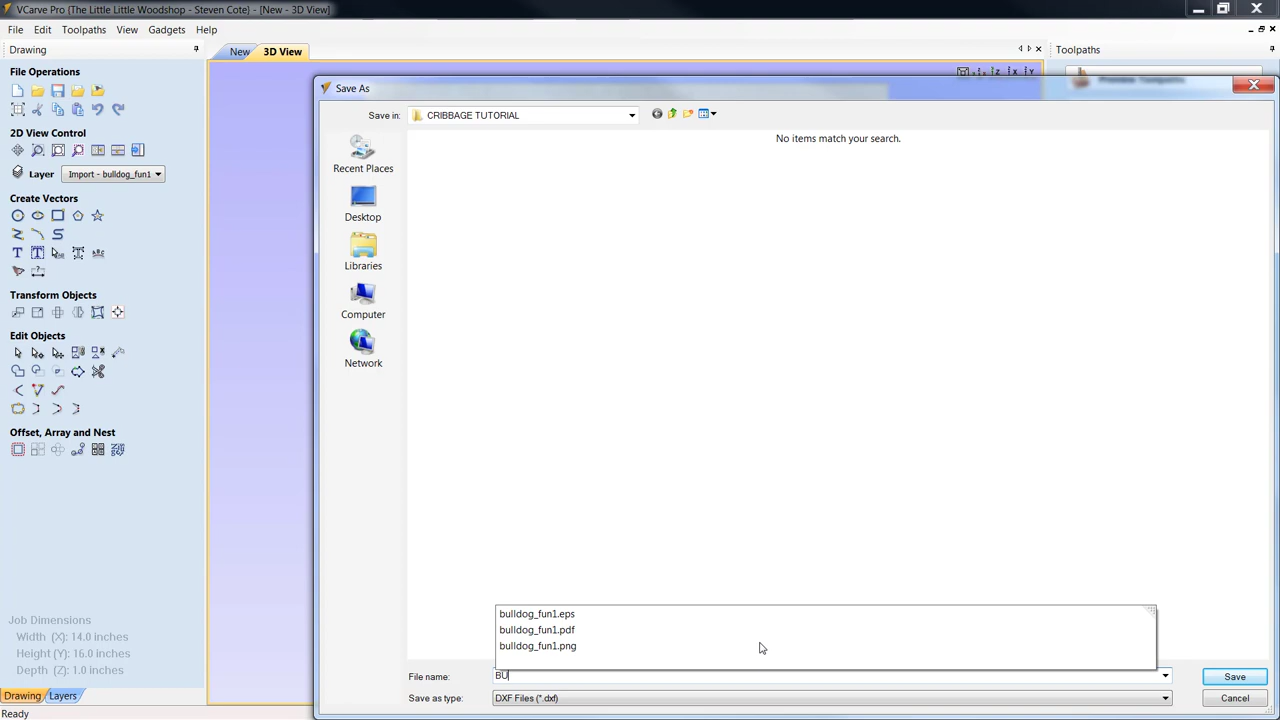 VCarve Pro (The Little Little Woodshop - Steven Cote) - [New - 3D View]
File Edit Toolpaths View Gadgets Help
Drawing
New 3D View
Toolpaths
File Operations
Save As
Preview Toolpaths
Save in: CRIBBAGE TUTORIAL
2D View Control
No items match your search.
Recent Places
Layer Import - bulldog_fun1
Create Vectors
Desktop
Libraries
Transform Objects
Computer
Edit Objects
Network
Offset, Array and Nest
bulldog_fun1.eps
Job Dimensions
bulldog_fun1.pdf
Width (X): 14.0 inches
bulldog_fun1.png
Height (Y): 16.0 inches
Depth (Z): 1.0 inches
File name: BU Save
Drawing Layers
Save as type: DXF Files (*.dxf) Cancel
Ready